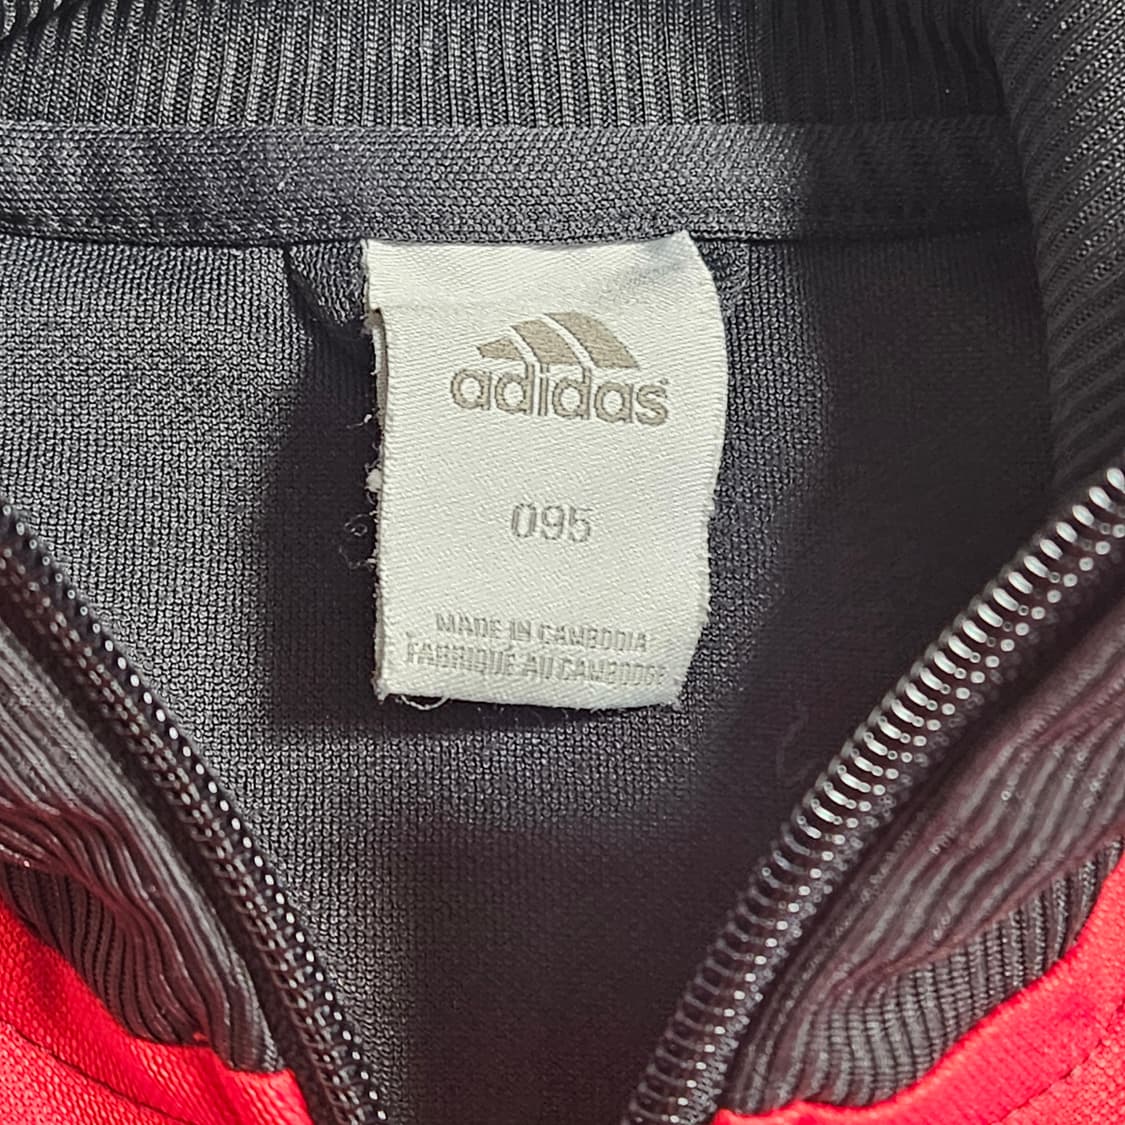 adidas
095
MADE IN CAMBODIA
FABRIQUÉ AU CAMBODGE